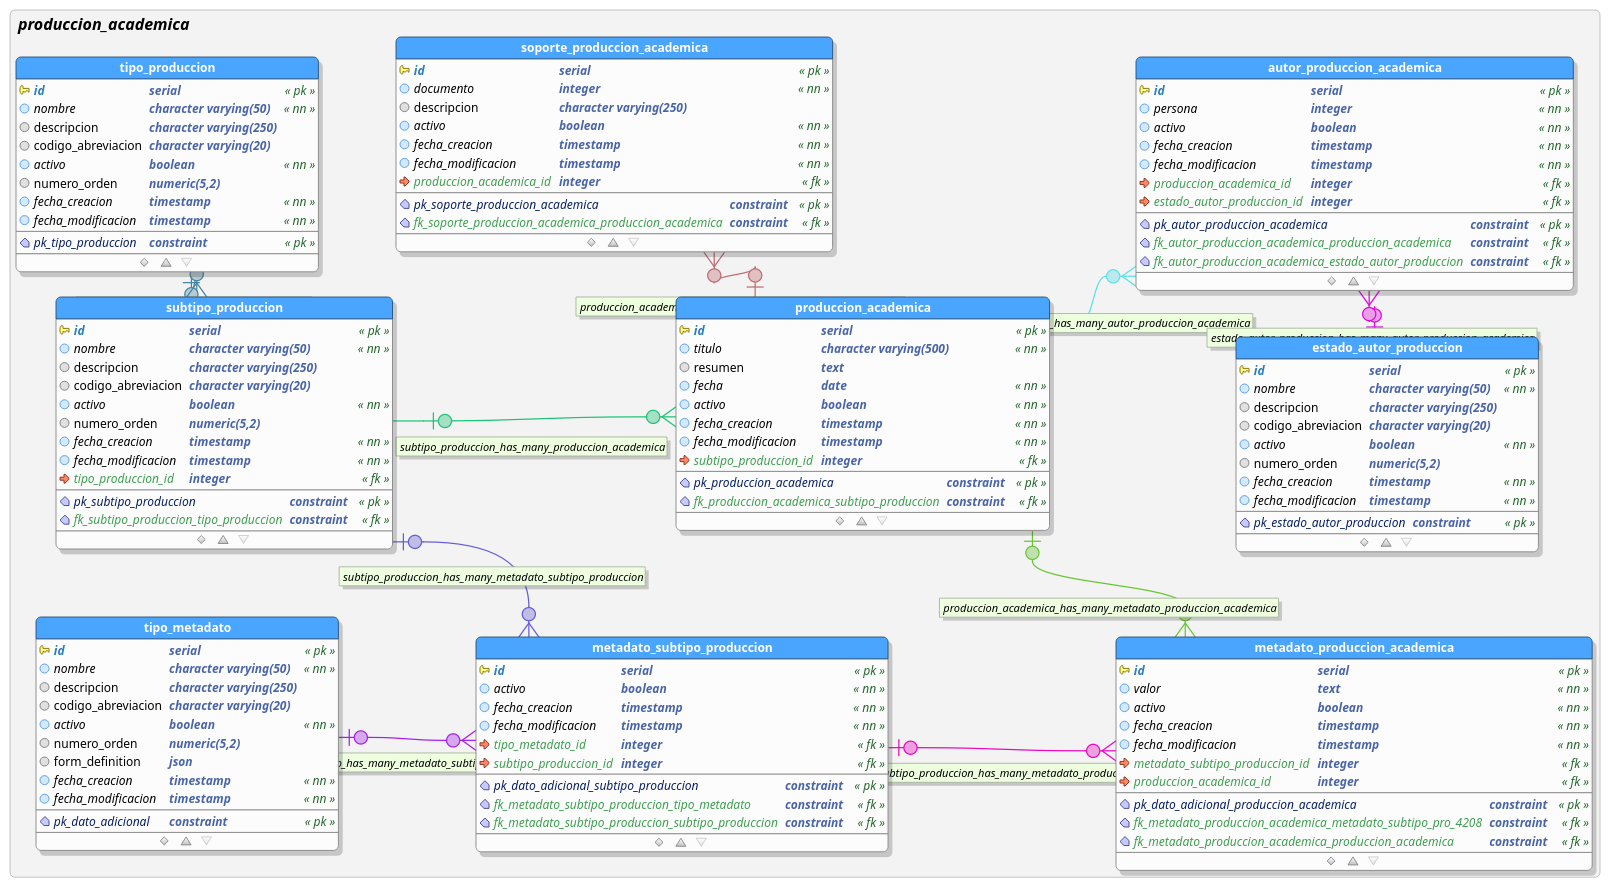 produccion_academica
tipo_produccion
id serial « pk »
nombre character varying(50) « nn »
descripcion character varying(250)
codigo_abreviacion character varying(20)
activo boolean « nn »
numero_orden numeric(5,2)
fecha_creacion timestamp « nn »
fecha_modificacion timestamp « nn »
pk_tipo_produccion constraint « pk »
soporte_produccion_academica
id serial « pk »
documento integer « nn »
descripcion character varying(250)
activo boolean « nn »
fecha_creacion timestamp « nn »
fecha_modificacion timestamp « nn »
produccion_academica_id integer « fk »
pk_soporte_produccion_academica constraint « pk »
fk_soporte_produccion_academica_produccion_academica constraint « fk »
autor_produccion_academica
id serial « pk »
persona integer « nn »
activo boolean « nn »
fecha_creacion timestamp « nn »
fecha_modificacion timestamp « nn »
produccion_academica_id integer « fk »
estado_autor_produccion_id integer « fk »
pk_autor_produccion_academica constraint « pk »
fk_autor_produccion_academica_produccion_academica constraint « fk »
fk_autor_produccion_academica_estado_autor_produccion constraint « fk »
subtipo_produccion
id serial « pk »
nombre character varying(50) « nn »
descripcion character varying(250)
codigo_abreviacion character varying(20)
activo boolean « nn »
numero_orden numeric(5,2)
fecha_creacion timestamp « nn »
fecha_modificacion timestamp « nn »
tipo_produccion_id integer « fk »
pk_subtipo_produccion constraint « pk »
fk_subtipo_produccion_tipo_produccion constraint « fk »
produccion_academ
produccion_academica
id serial « pk »
titulo character varying(500) « nn »
resumen text
fecha date « nn »
activo boolean « nn »
fecha_creacion timestamp « nn »
fecha_modificacion timestamp « nn »
subtipo_produccion_id integer « fk »
pk_produccion_academica constraint « pk »
fk_produccion_academica_subtipo_produccion constraint « fk »
_has_many_autor_produccion_academica
estado_autor_produccion_has_many_autor_produccion_academica
estado_autor_produccion
id serial « pk »
nombre character varying(50) « nn »
descripcion character varying(250)
codigo_abreviacion character varying(20)
activo boolean « nn »
numero_orden numeric(5,2)
fecha_creacion timestamp « nn »
fecha_modificacion timestamp « nn »
pk_estado_autor_produccion constraint « pk »
subtipo_produccion_has_many_produccion_academica
subtipo_produccion_has_many_metadato_subtipo_produccion
produccion_academica_has_many_metadato_produccion_academica
tipo_metadato
id serial « pk »
nombre character varying(50) « nn »
descripcion character varying(250)
codigo_abreviacion character varying(20)
activo boolean « nn »
numero_orden numeric(5,2)
form_definition json
fecha_creacion timestamp « nn »
fecha_modificacion timestamp « nn »
pk_dato_adicional constraint « pk »
o_has_many_metadato_subti
metadato_subtipo_produccion
id serial « pk »
activo boolean « nn »
fecha_creacion timestamp « nn »
fecha_modificacion timestamp « nn »
tipo_metadato_id integer « fk »
subtipo_produccion_id integer « fk »
pk_dato_adicional_subtipo_produccion constraint « pk »
fk_metadato_subtipo_produccion_tipo_metadato constraint « fk »
fk_metadato_subtipo_produccion_subtipo_produccion constraint « fk »
btipo_produccion_has_many_metadato_produc
metadato_produccion_academica
id serial « pk »
valor text « nn »
activo boolean « nn »
fecha_creacion timestamp « nn »
fecha_modificacion timestamp « nn »
metadato_subtipo_produccion_id integer « fk »
produccion_academica_id integer « fk »
pk_dato_adicional_produccion_academica constraint « pk »
fk_metadato_produccion_academica_metadato_subtipo_pro_4208 constraint « fk »
fk_metadato_produccion_academica_produccion_academica constraint « fk »